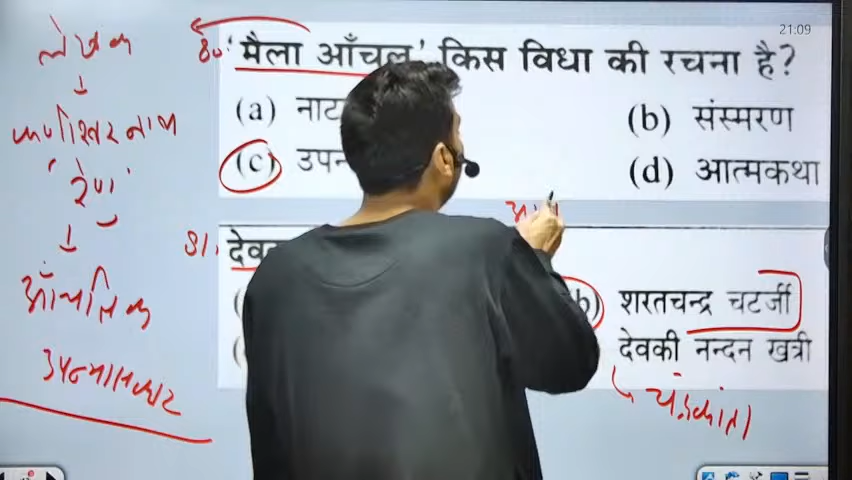 21:09
80. 'मैला आँचल' किस विधा की रचना है?
(a) नाट
(b) संस्मरण
(c) उपन
(d) आत्मकथा
81. देव
(b) शरतचन्द्र चटर्जी
देवकी नन्दन खत्री
चंद्रकांता
लेखक
फणीश्वर नाथ
'रेणु'
आँचलिक
उपन्यासकार